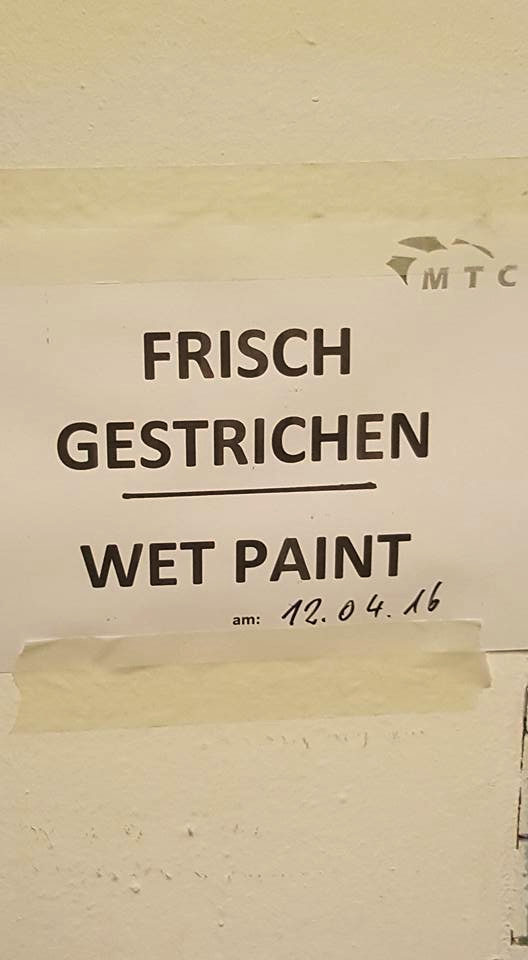 MTC
FRISCH
GESTRICHEN
WET PAINT
am: 12.04.16